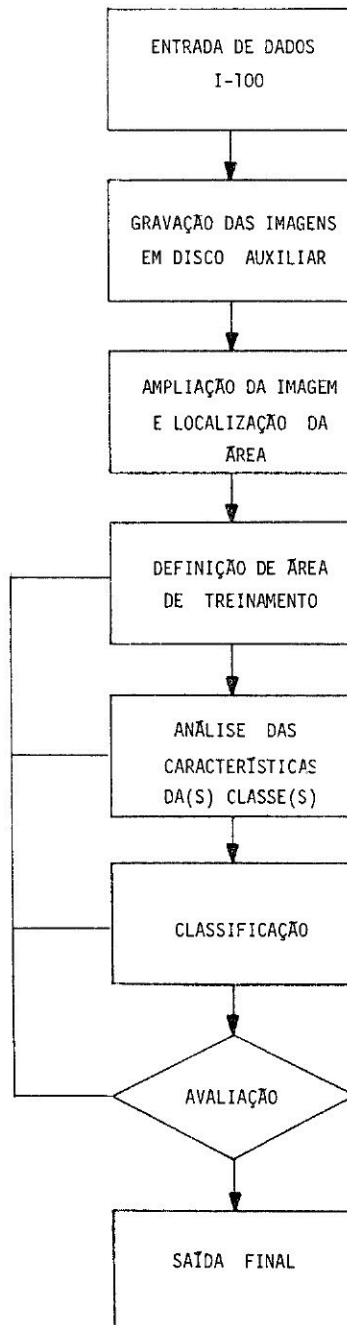 ENTRADA DE DADOS
I-100
GRAVAÇÃO DAS IMAGENS
EM DISCO AUXILIAR
AMPLIAÇÃO DA IMAGEM
E LOCALIZAÇÃO DA
ÁREA
DEFINIÇÃO DE ÁREA
DE TREINAMENTO
ANÁLISE DAS
CARACTERÍSTICAS
DA(S) CLASSE(S)
CLASSIFICAÇÃO
AVALIAÇÃO
SAÍDA FINAL